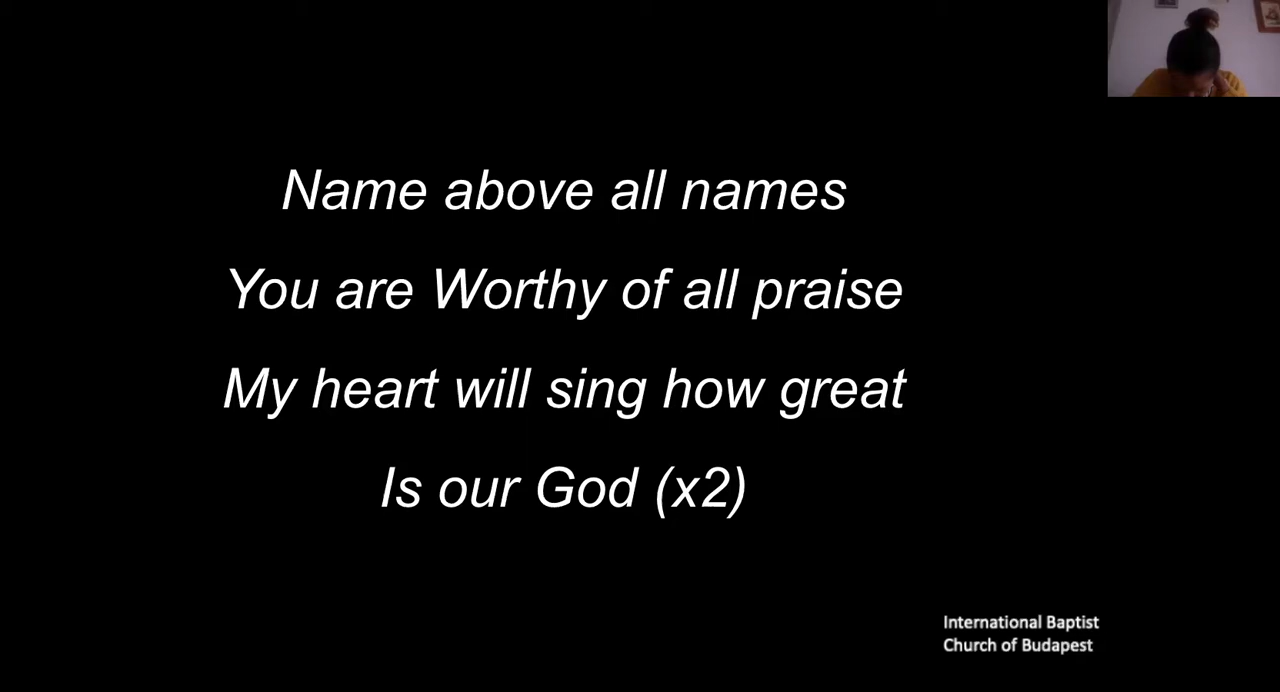 Name above all names
You are Worthy of all praise
My heart will sing how great
Is our God (x2)
International Baptist
Church of Budapest